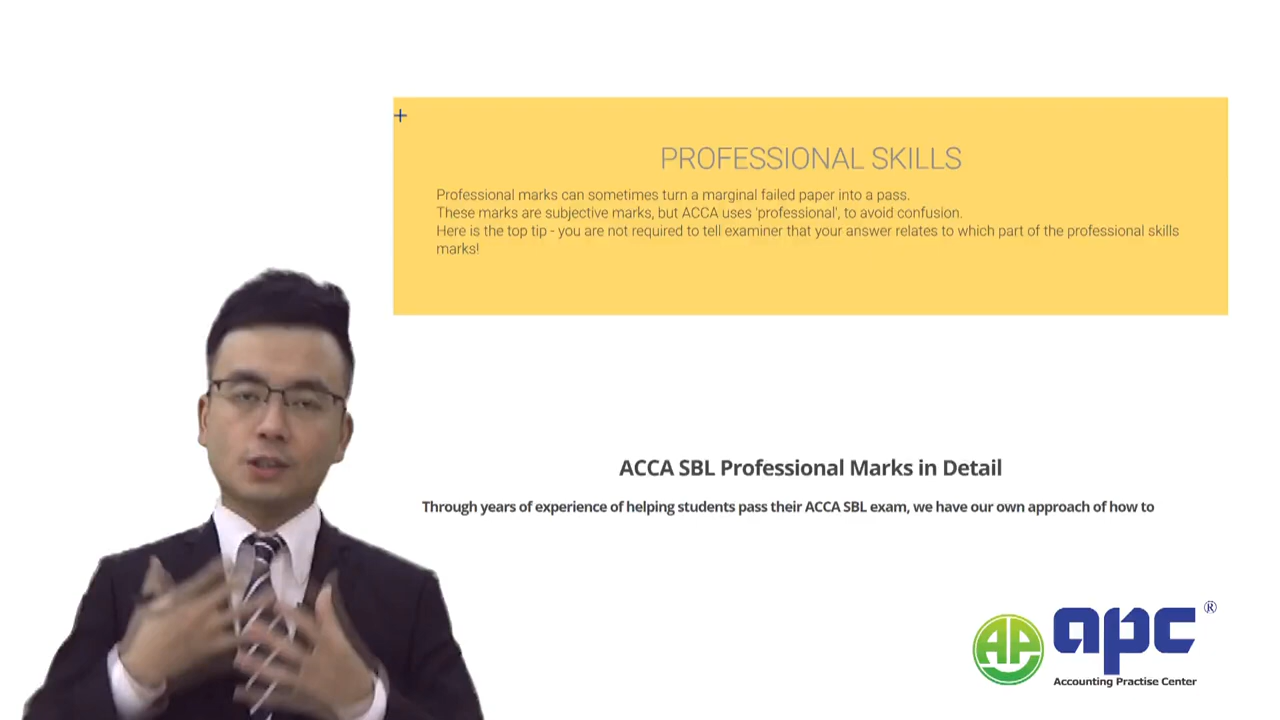 +
PROFESSIONAL SKILLS
Professional marks can sometimes turn a marginal failed paper into a pass.
These marks are subjective marks, but ACCA uses 'professional', to avoid confusion.
Here is the top tip - you are not required to tell examiner that your answer relates to which part of the professional skills
marks!
ACCA SBL Professional Marks in Detail
Through years of experience of helping students pass their ACCA SBL exam, we have our own approach of how to
AP
apc ®
Accounting Practise Center